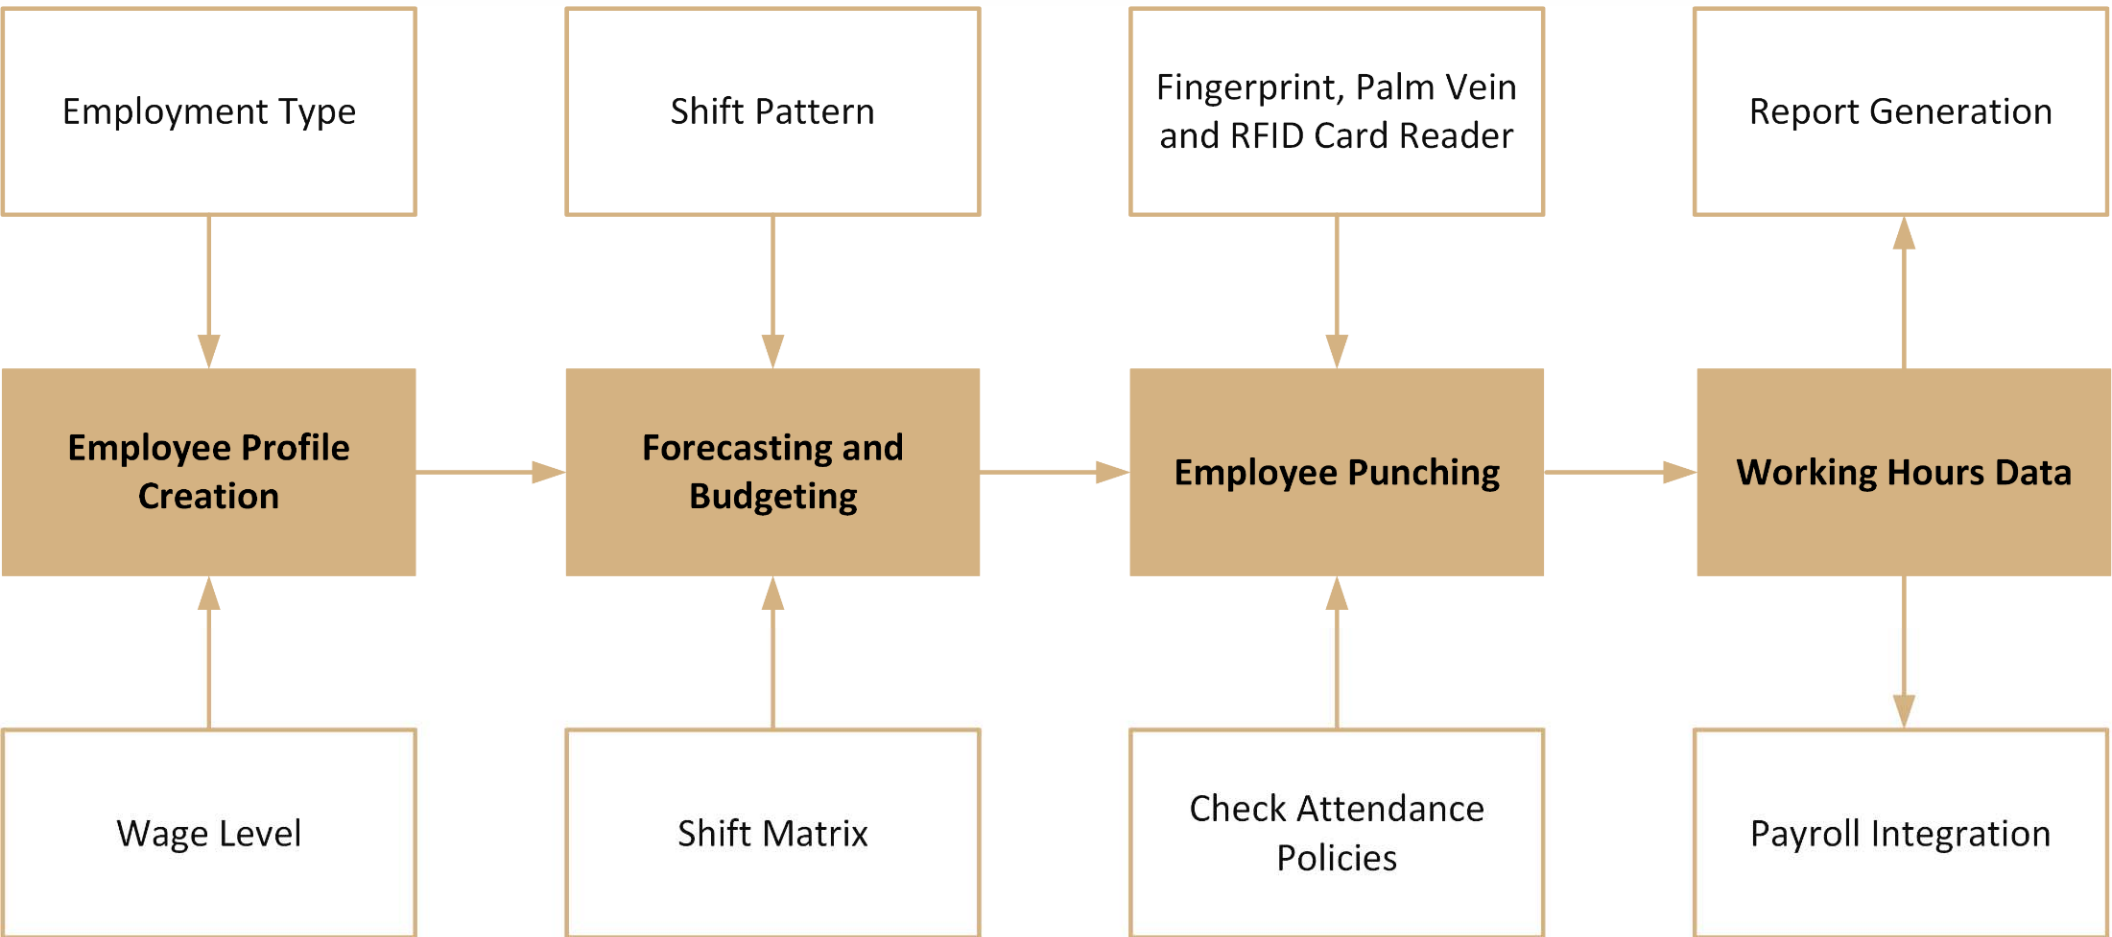 Employment Type
Shift Pattern
Fingerprint, Palm Vein
and RFID Card Reader
Report Generation
Employee Profile
Creation
Forecasting and
Budgeting
Employee Punching
Working Hours Data
Wage Level
Shift Matrix
Check Attendance
Policies
Payroll Integration